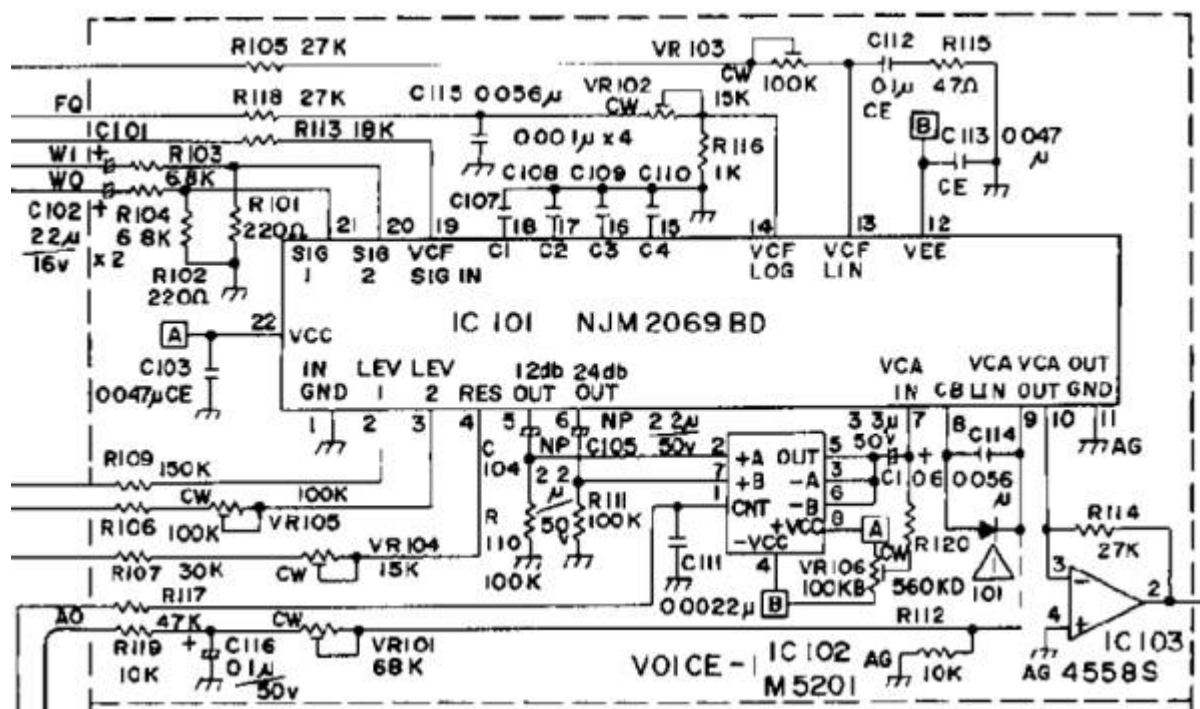 R105 27K
VR103
CW
100K
C112
0.1μ
CE
R115
47Ω
FQ
R118 27K
C115 0.056μ
VR102
CW
15K
B
C101
R113 18K
0.001μ x4
R116
1K
C113 0.047
μ
CE
W1 +
R103
6.8K
WO
C102
22μ
16v
+
x2
R104
6.8K
R101
220Ω
R102
220Ω
C107
C108
C109
C110
21
20
19
18
17
16
15
14
13
12
SIG
1
SIG
2
VCF
SIG IN
C1
C2
C3
C4
VCF
LOG
VCF
LIN
VEE
IC 101 NJM2069BD
A
22
VCC
C103
0.047μCE
IN
GND
LEV
1
LEV
2
RES
12db
OUT
24db
OUT
VCA
IN
CB
VCA
LIN
VCA
OUT
OUT
GND
1
2
3
4
5
6
7
8
9
10
11
AG
R109
150K
CW
100K
VR105
R106
100K
R107
30K
CW
VR104
15K
C
104
NP
2.2
μ
50v
R
110
100K
NP
C105
2.2μ
50v
R111
100K
2
+A
OUT
5
7
+B
-A
3
1
CNT
-B
6
+VCC
8
-VCC
4
3.3μ
50v
+
C106
C114
0.056
μ
A
CW
VR106
100KB
B
C111
0.0022μ
R120
560KD
1
101
R114
27K
3
-
2
4
+
IC103
4558S
AG
R117
47K
AO
R119
10K
+
C116
0.1μ
50v
CW
VR101
68K
R112
10K
AG
VOICE-1
IC102
M5201